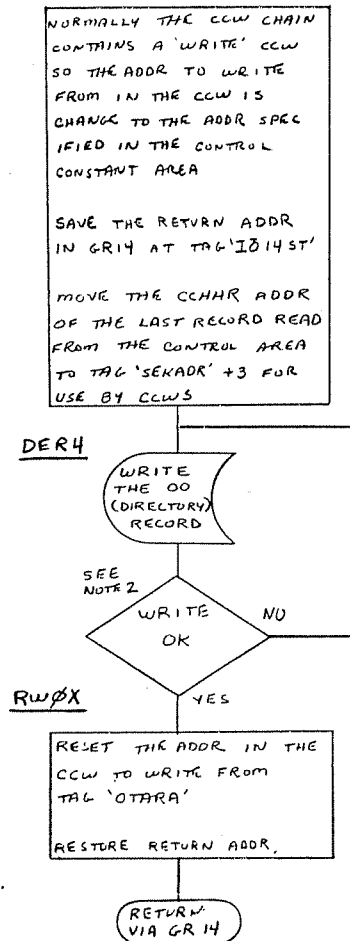 NORMALLY THE CCW CHAIN
CONTAINS A 'WRITE' CCW
SO THE ADDR TO WRITE
FROM IN THE CCW IS
CHANGE TO THE ADDR SPEC
IFIED IN THE CONTROL
CONSTANT AREA
SAVE THE RETURN ADDR
IN GR14 AT TAG 'IØ14ST'
MOVE THE CCHHR ADDR
OF THE LAST RECORD READ
FROM THE CONTROL AREA
TO TAG 'SEKADR' +3 FOR
USE BY CCWS
DER4
WRITE
THE 00
(DIRECTORY)
RECORD
SEE
NOTE 2
WRITE
OK
NO
YES
RWØX
RESET THE ADDR IN THE
CCW TO WRITE FROM
TAG 'OTARA'
RESTORE RETURN ADDR.
RETURN
VIA GR14